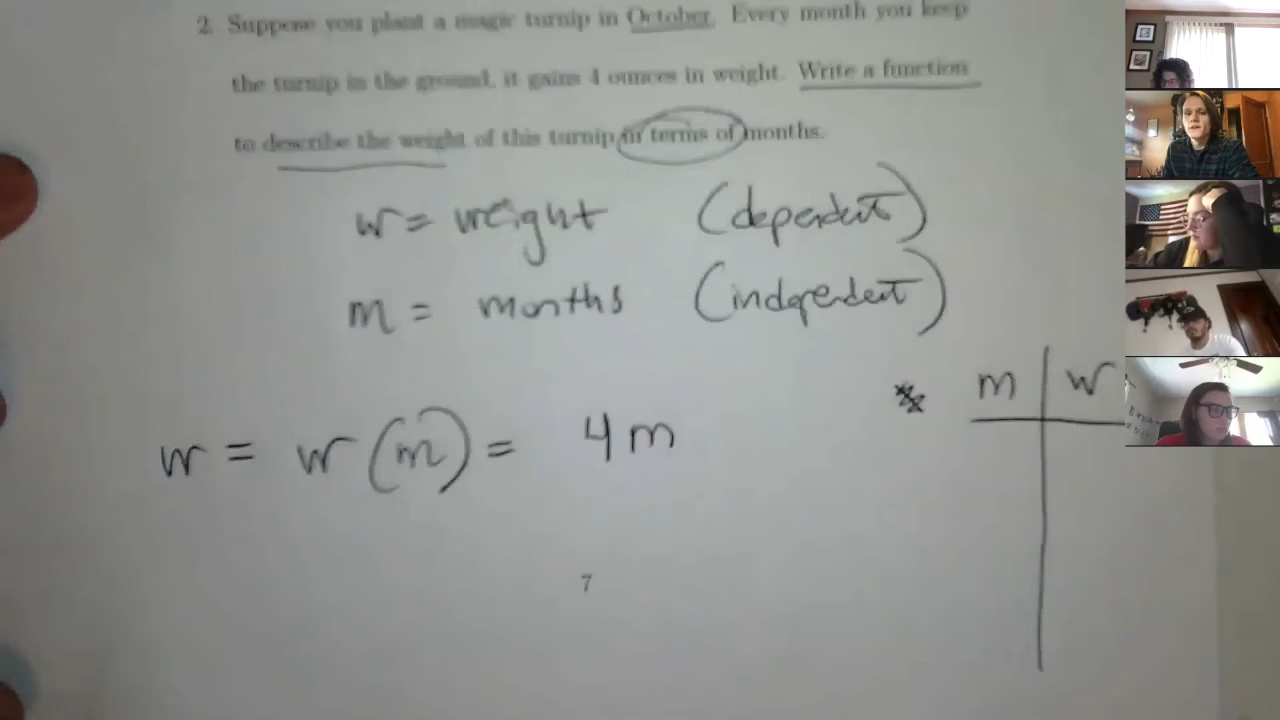 2. Suppose you plant a magic turnip in October. Every month you keep
the turnip in the ground, it gains 4 ounces in weight. Write a function
to describe the weight of this turnip in terms of months.
w = weight (dependent)
m = months (independent)
m w
w = w(m) = 4m
7